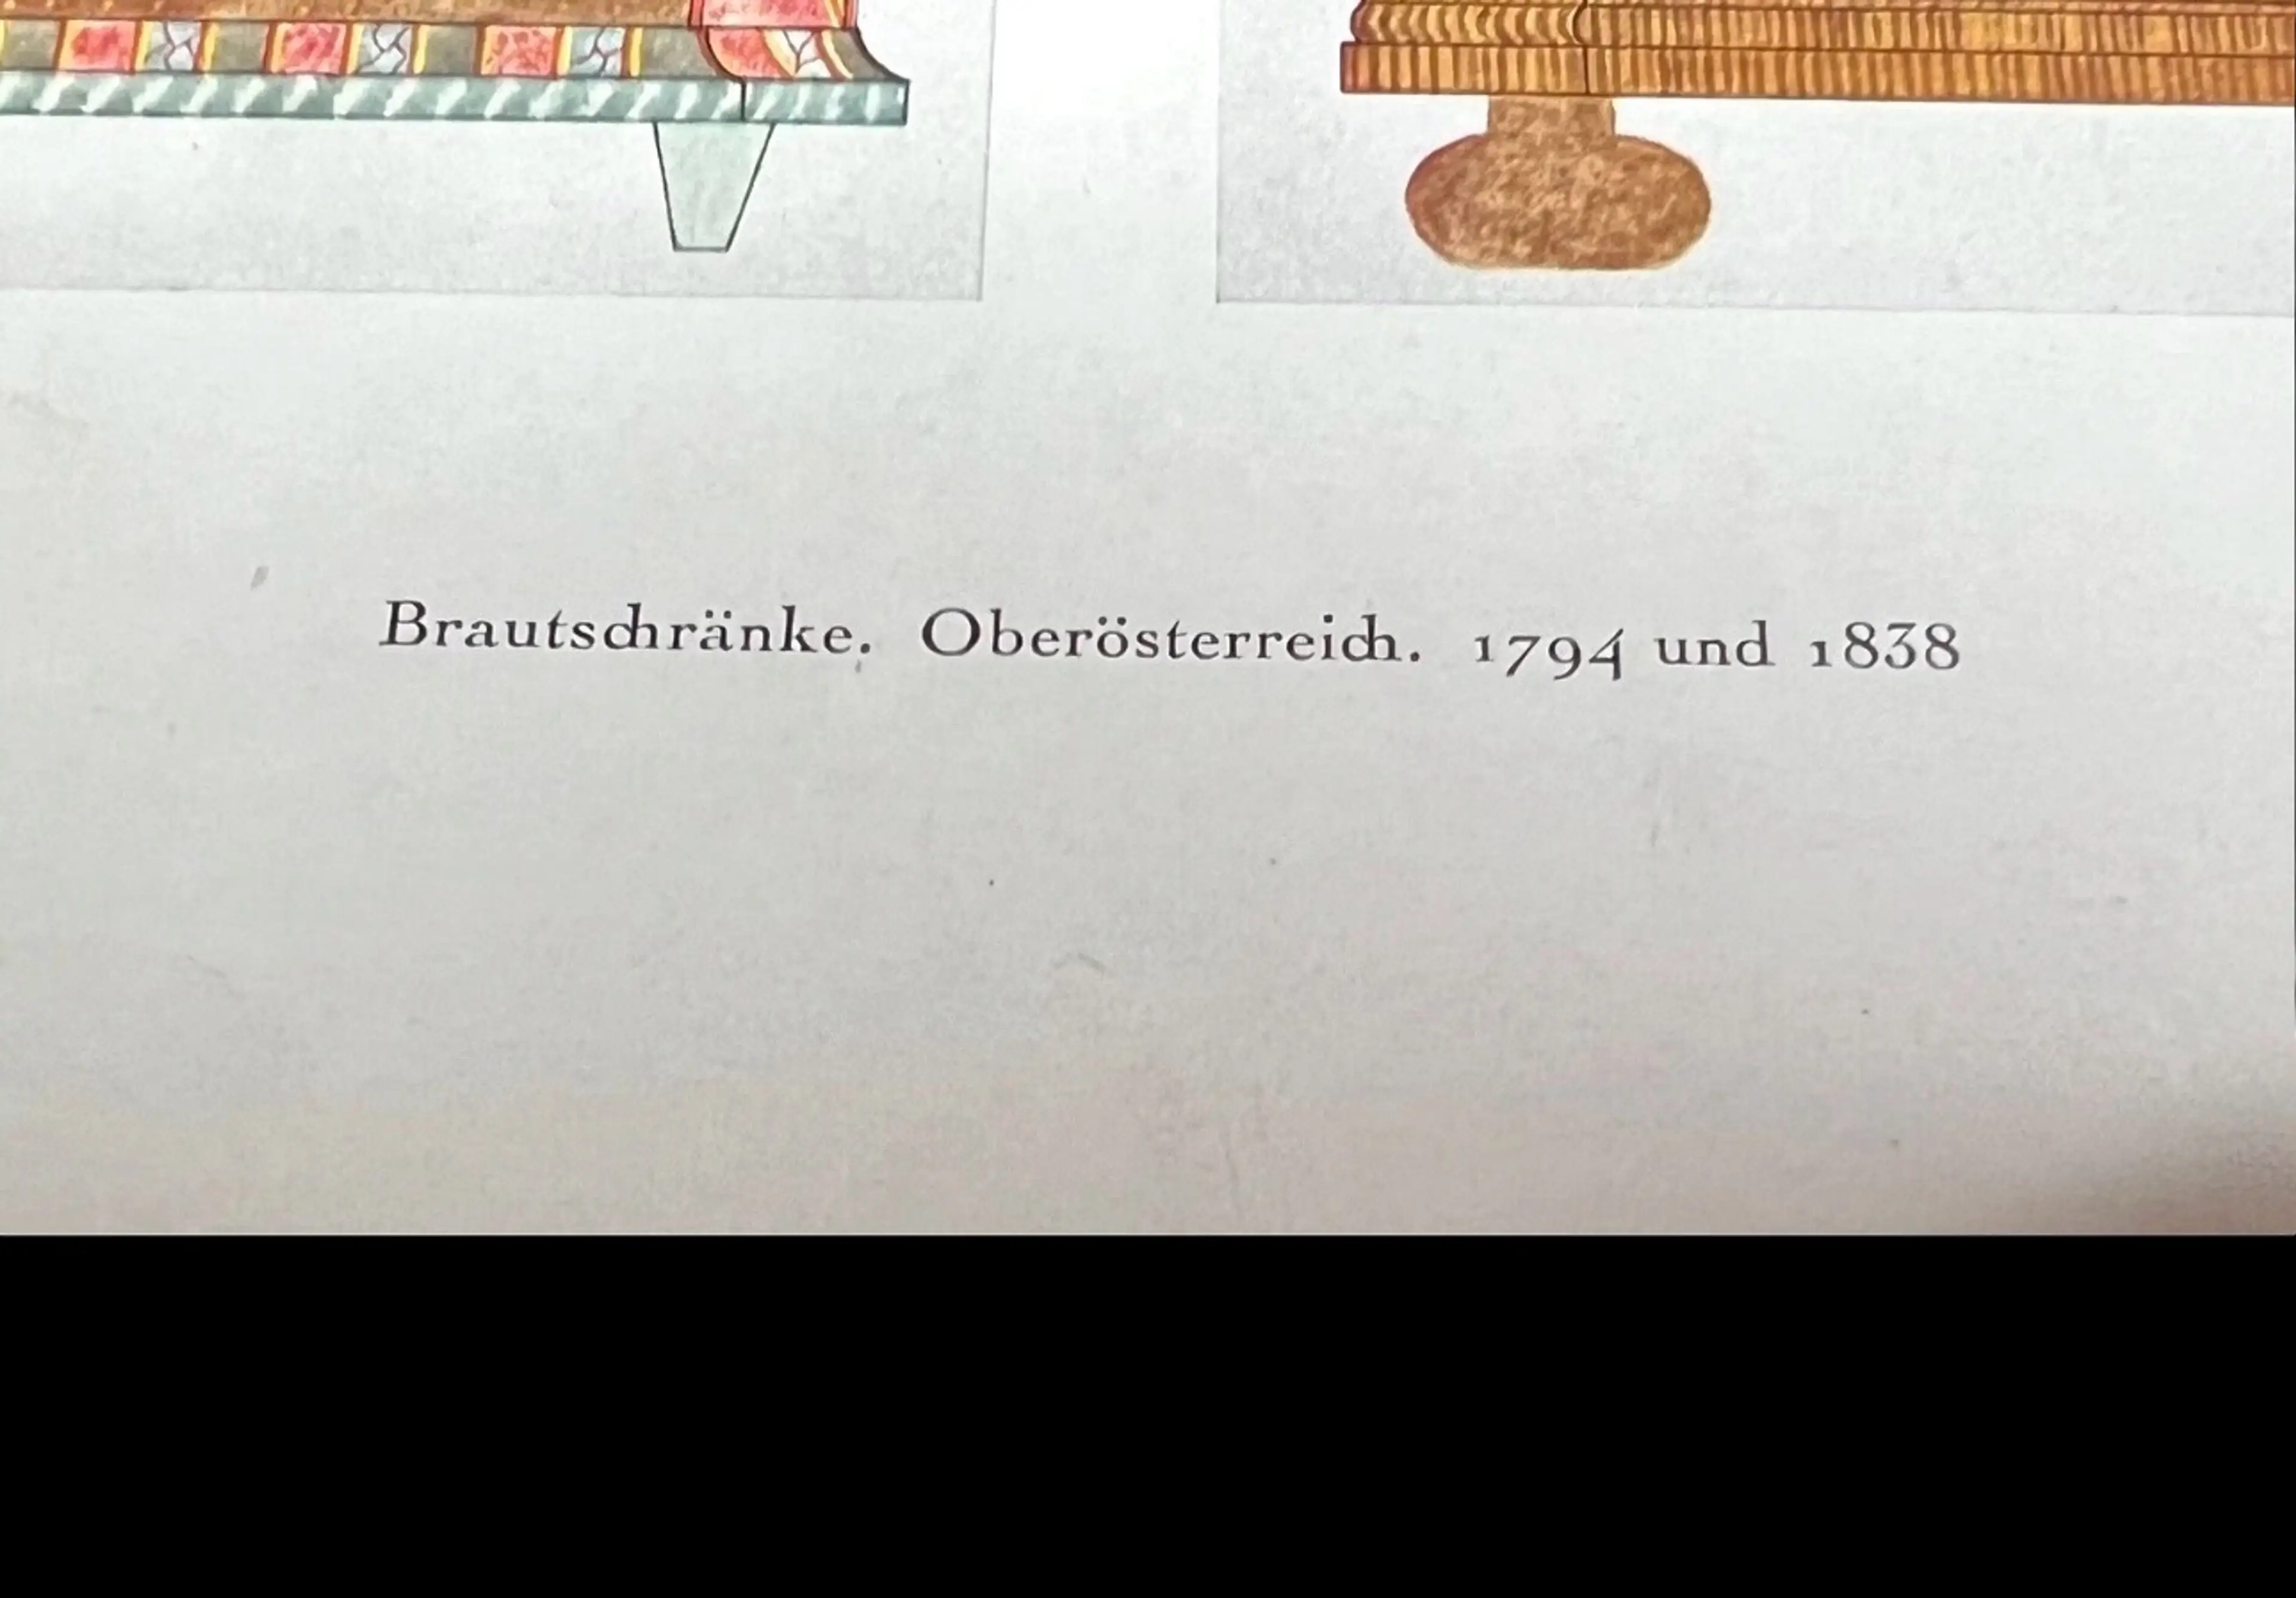 Brautschränke. Oberösterreich. 1794 und 1838